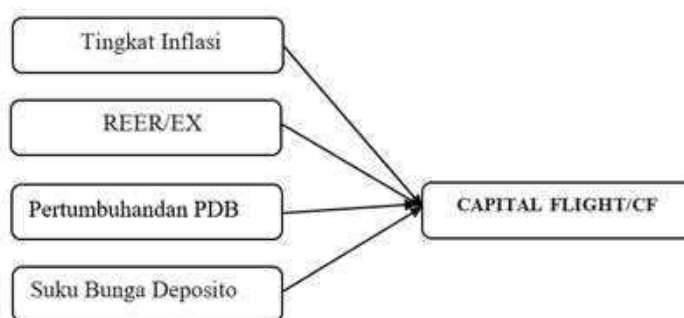 Tingkat Inflasi
REER/EX
Pertumbuhandan PDB
Suku Bunga Deposito
CAPITAL FLIGHT/CF